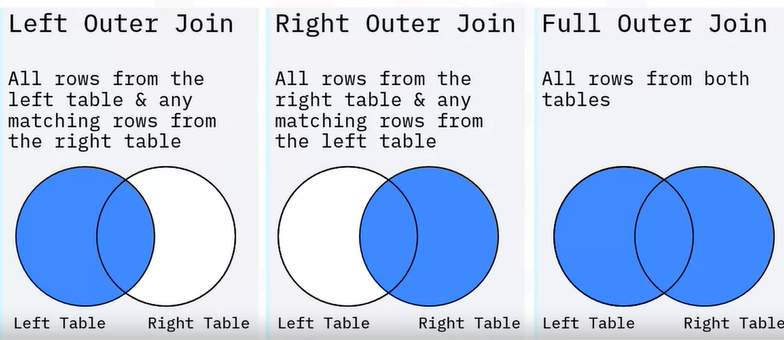 Left Outer Join
All rows from the
left table & any
matching rows from
the right table
Left Table
Right Table
Right Outer Join
All rows from the
right table & any
matching rows from
the left table
Left Table
Right Table
Full Outer Join
All rows from both
tables
Left Table
Right Table